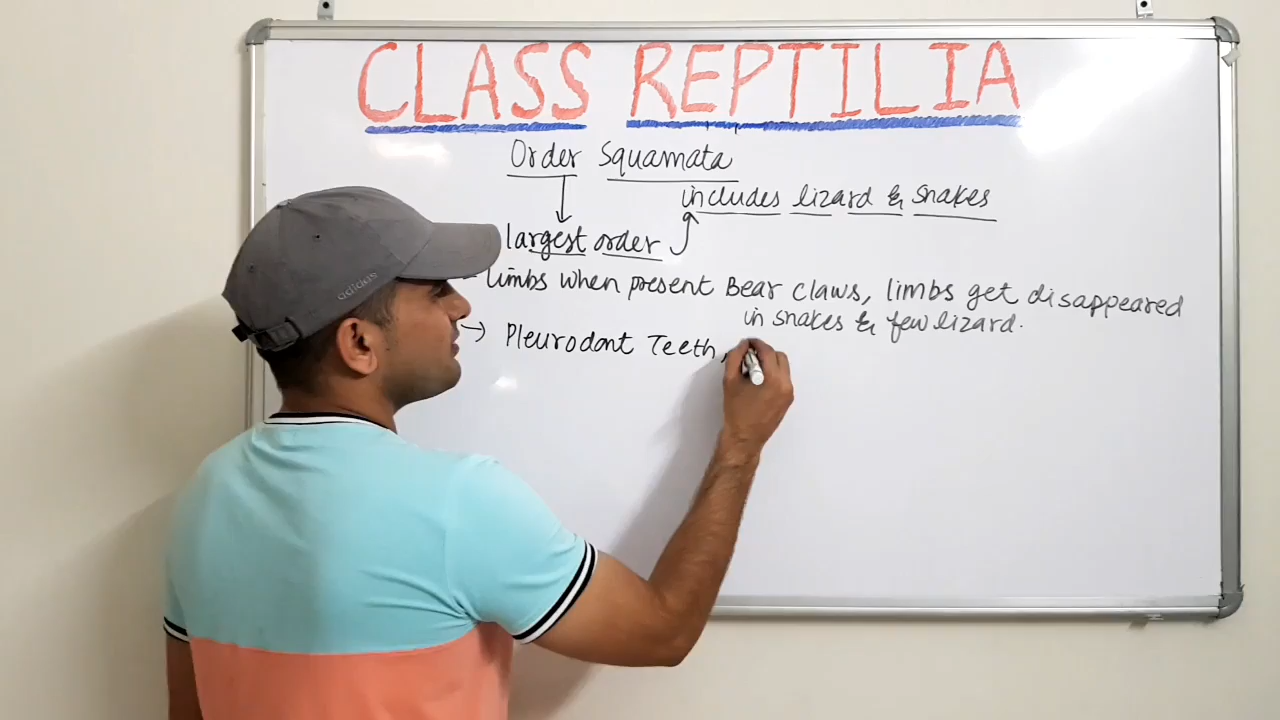 CLASS REPTILIA
Order Squamata
includes lizard & snakes
largest order
limbs when present Bear claws, limbs get disappeared
in snakes & few lizard.
Pleurodont Teeth,
adidas